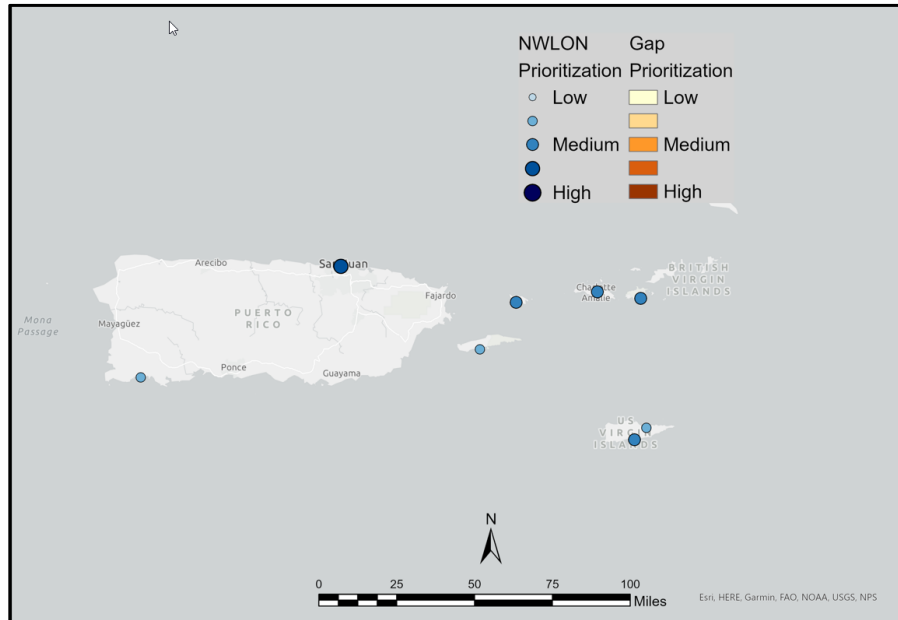 NWLON Gap
Prioritization Prioritization
Low Low
Medium Medium
High High
BRITISH
VIRGIN
ISLANDS
Arecibo
San Juan
Charlotte
Amalie
Fajardo
PUERTO
RICO
Mona
Passage
Mayagüez
Ponce
Guayama
US
VIRGIN
ISLANDS
N
0 25 50 75 100
Miles
Esri, HERE, Garmin, FAO, NOAA, USGS, NPS